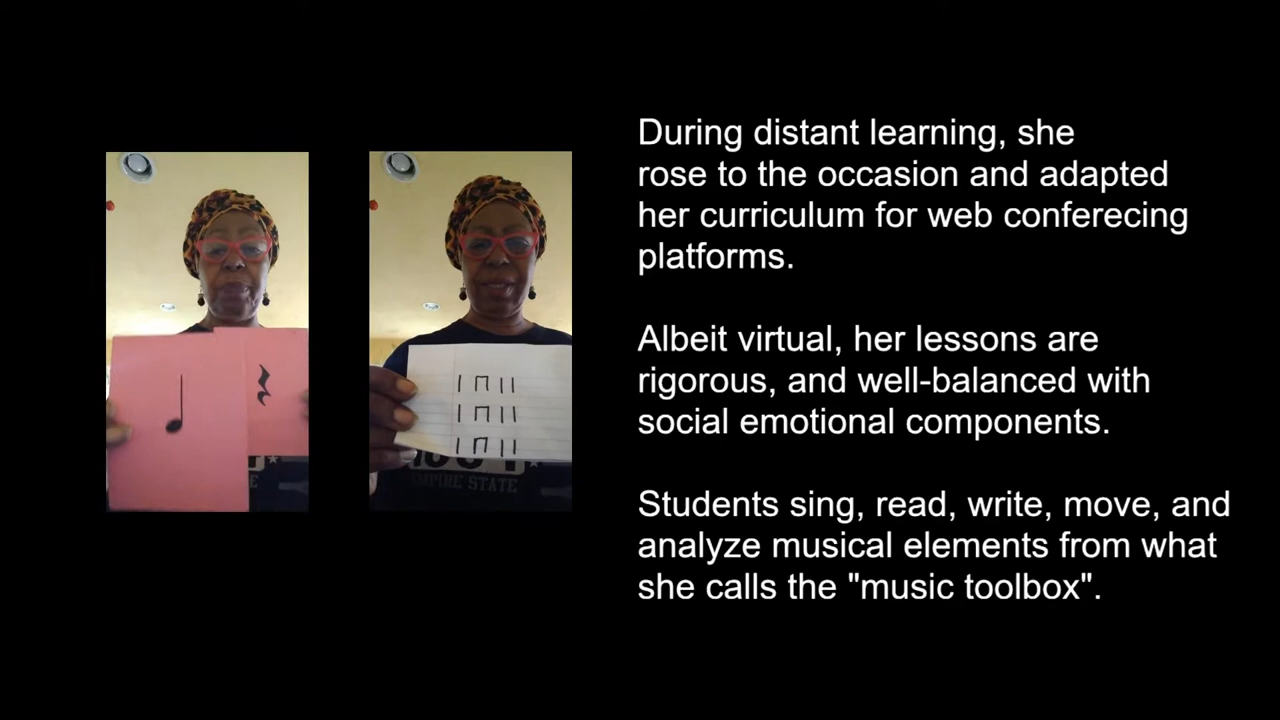 During distant learning, she
rose to the occasion and adapted
her curriculum for web conferecing
platforms.
Albeit virtual, her lessons are
rigorous, and well-balanced with
social emotional components.
Students sing, read, write, move, and
analyze musical elements from what
she calls the "music toolbox".
EMPIRE STATE